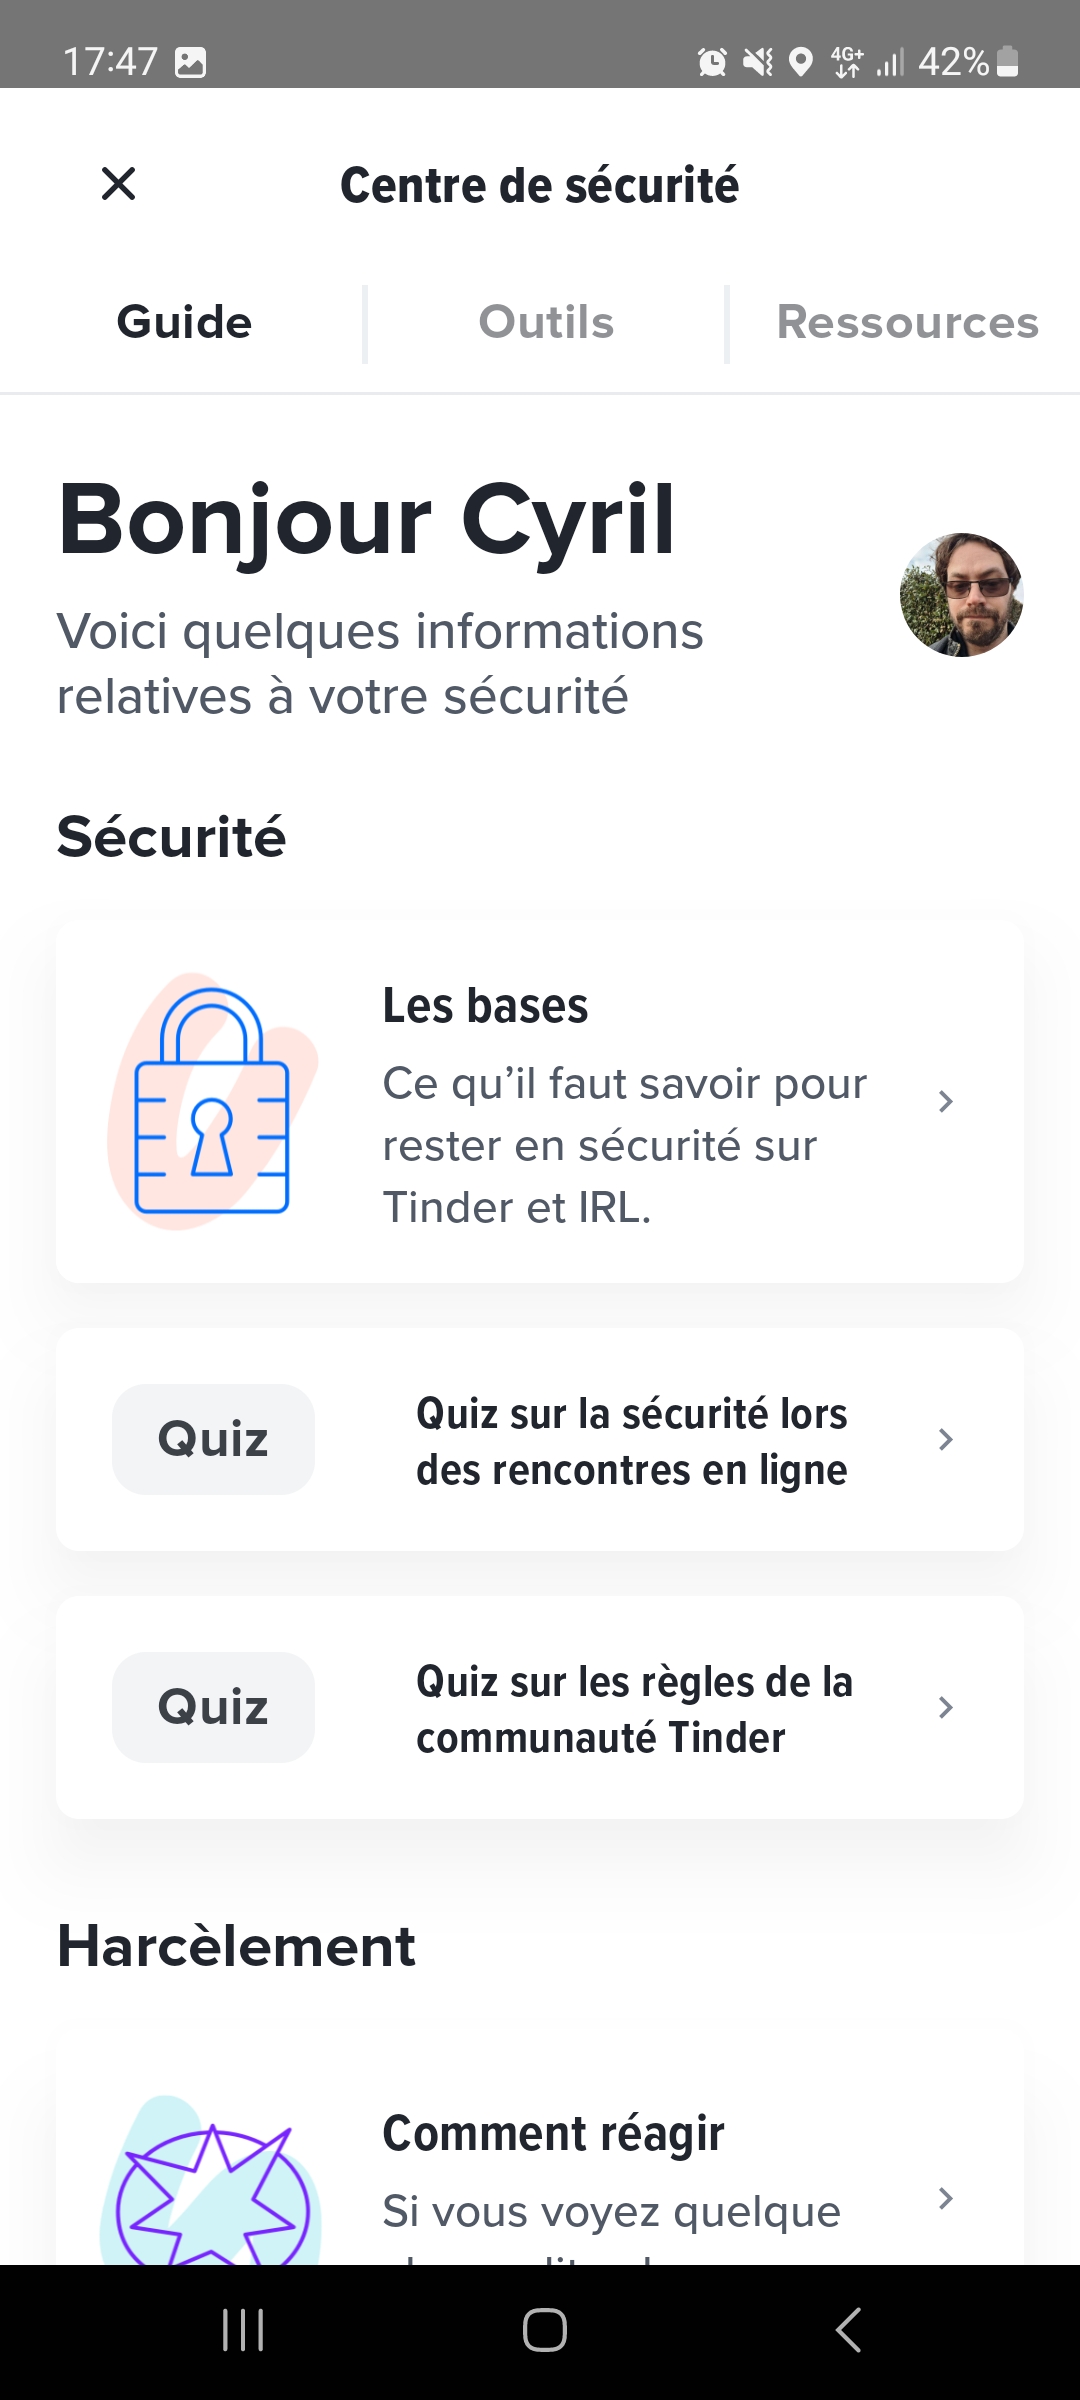 17:47
4G+ 42%
Centre de sécurité
Guide
Outils
Ressources
Bonjour Cyril
Voici quelques informations
relatives à votre sécurité
Sécurité
Les bases
Ce qu’il faut savoir pour
rester en sécurité sur
Tinder et IRL.
Quiz
Quiz sur la sécurité lors
des rencontres en ligne
Quiz
Quiz sur les règles de la
communauté Tinder
Harcèlement
Comment réagir
Si vous voyez quelque